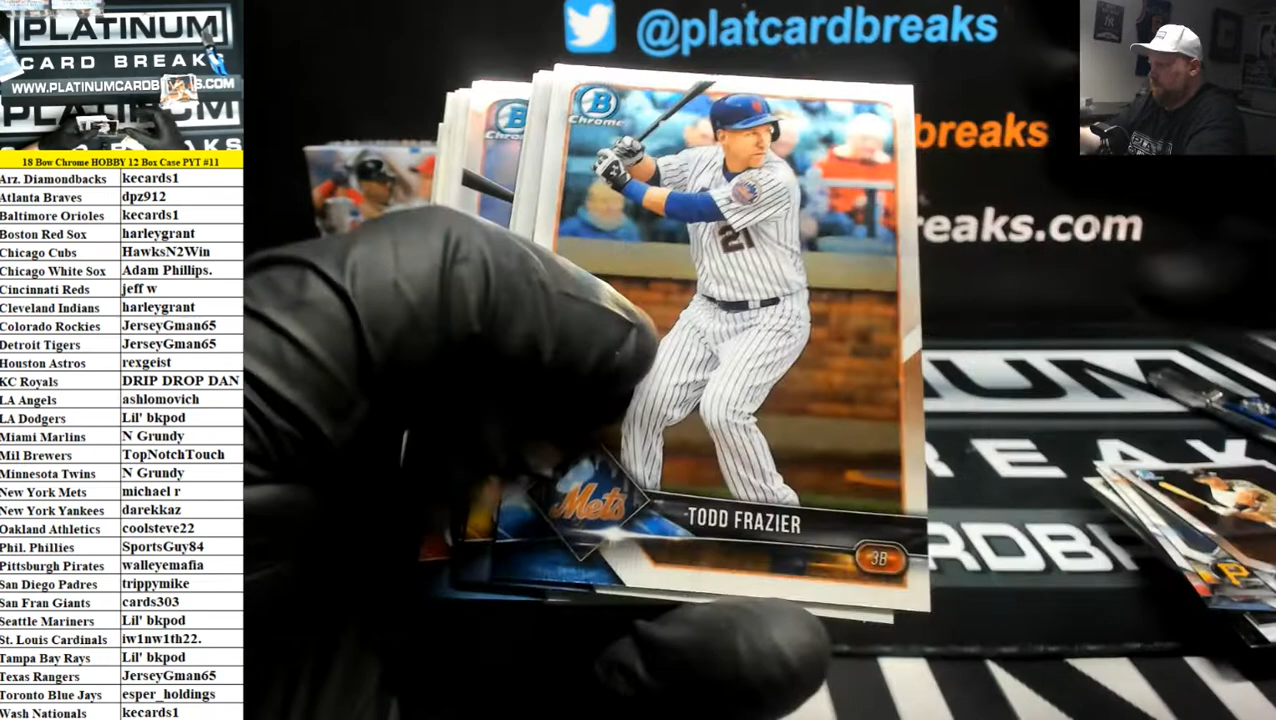 PLATINUM
CARD BREAKS
WWW.PLATINUMCARDB S.COM
@platcardbreaks
breaks
reaks.com
18 Bow Chrome HOBBY 12 Box Case PYT #11
Arz. Diamondbacks kecards1
Atlanta Braves dpz912
Baltimore Orioles kecards1
Boston Red Sox harleygrant
Chicago Cubs HawksN2Win
Chicago White Sox Adam Phillips.
Cincinnati Reds jeff w
Cleveland Indians harleygrant
Colorado Rockies JerseyGman65
Detroit Tigers JerseyGman65
Houston Astros rexgeist
KC Royals DRIP DROP DAN
LA Angels ashlomovich
LA Dodgers Lil' bkpod
Miami Marlins N Grundy
Mil Brewers TopNotchTouch
Minnesota Twins N Grundy
New York Mets michael r
New York Yankees darekkaz
Oakland Athletics coolsteve22
Phil. Phillies SportsGuy84
Pittsburgh Pirates walleyemafia
San Diego Padres trippymike
San Fran Giants cards303
Seattle Mariners Lil' bkpod
St. Louis Cardinals iw1nw1th22.
Tampa Bay Rays Lil' bkpod
Texas Rangers JerseyGman65
Toronto Blue Jays esper_holdings
Wash Nationals kecards1
B
Chrome
21
Mets
TODD FRAZIER
3B
NUM
REAK
RDBR
P